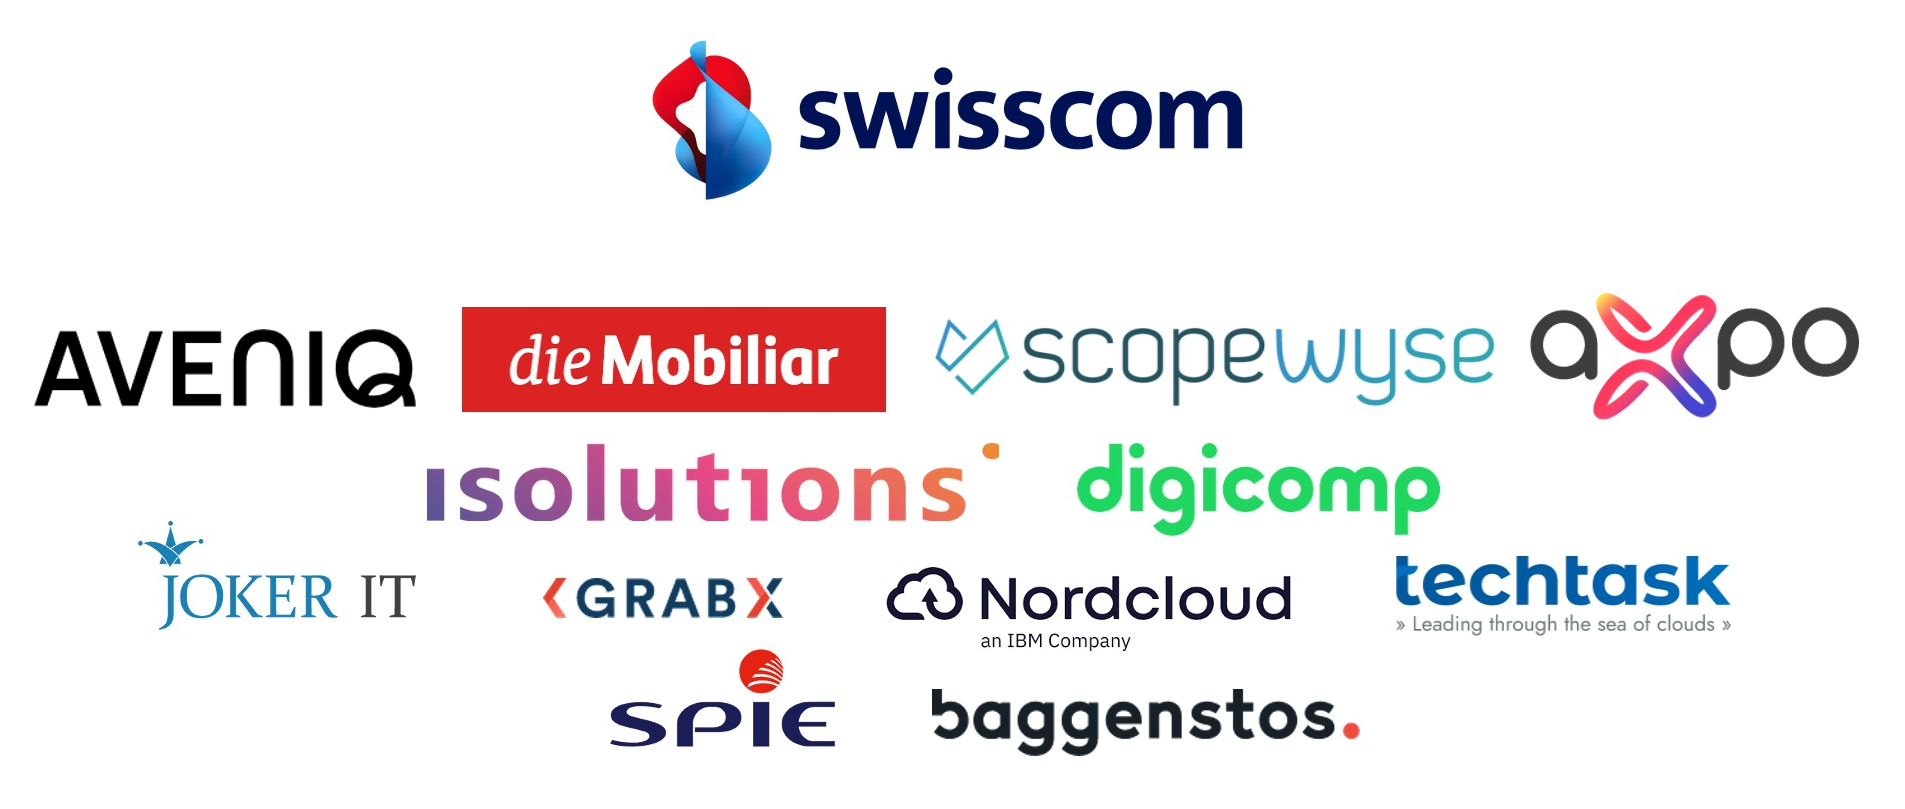 swisscom
AVENIQ
die Mobiliar
scopewyse
axpo
isolutions
digicomp
JOKER IT
GRABX
Nordcloud
an IBM Company
techtask
» Leading through the sea of clouds »
SPIE
baggenstos.